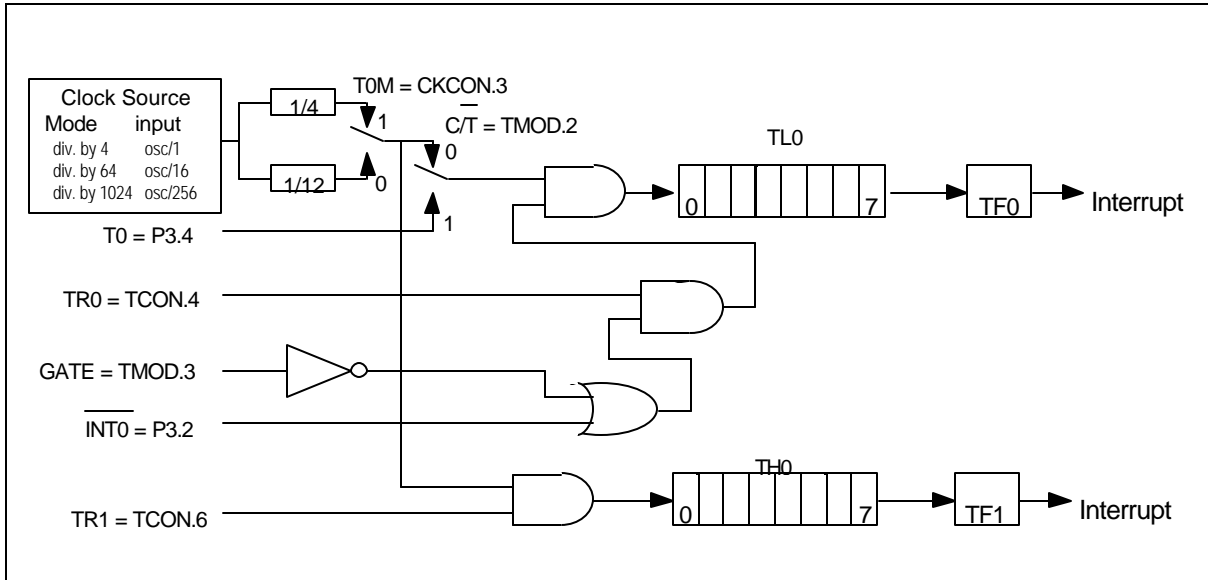 Clock Source
Mode input
div. by 4 osc/1
div. by 64 osc/16
div. by 1024 osc/256
1/4
1/12
T0M = CKCON.3
1
0
C/T = TMOD.2
0
1
T0 = P3.4
TL0
0 7
TF0
Interrupt
TR0 = TCON.4
GATE = TMOD.3
INT0 = P3.2
TR1 = TCON.6
TH0
0 7
TF1
Interrupt